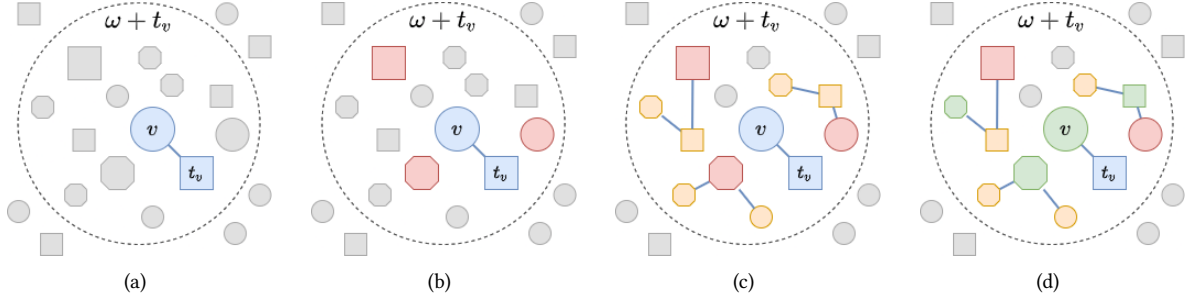 ω + t_v
v
t_v
(a)
ω + t_v
v
t_v
(b)
ω + t_v
v
t_v
(c)
ω + t_v
v
t_v
(d)